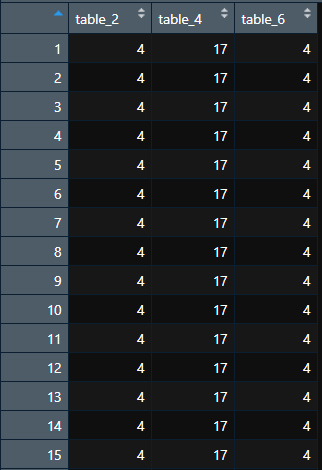 table_2 table_4 table_6
1 4 17 4
2 4 17 4
3 4 17 4
4 4 17 4
5 4 17 4
6 4 17 4
7 4 17 4
8 4 17 4
9 4 17 4
10 4 17 4
11 4 17 4
12 4 17 4
13 4 17 4
14 4 17 4
15 4 17 4